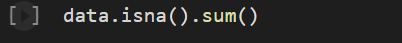 [ ] data.isna().sum()